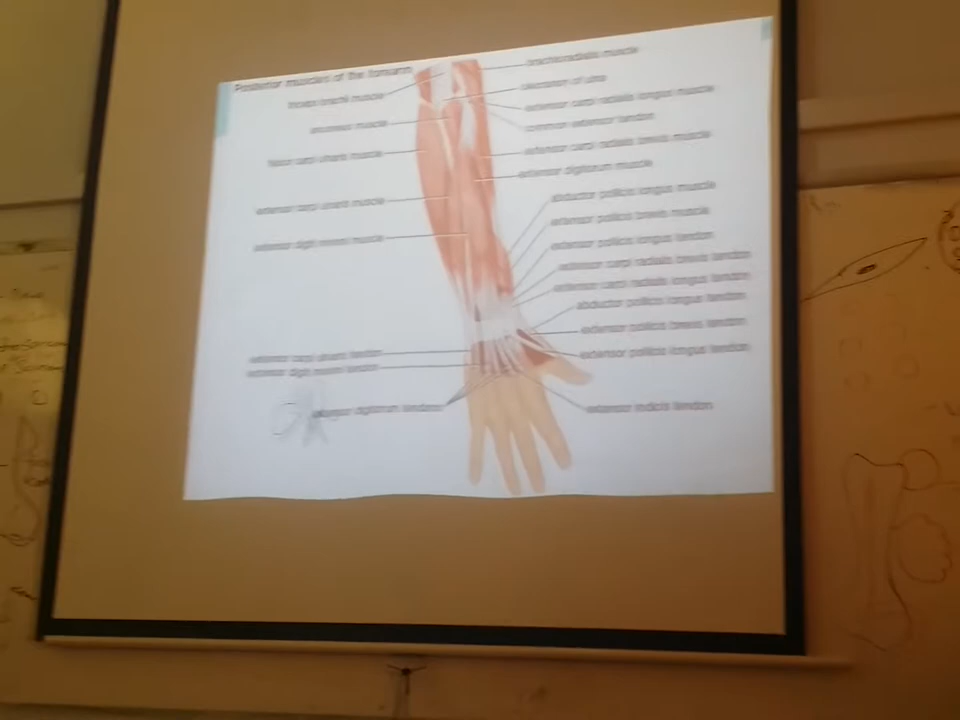 Posterior muscles of the forearm
triceps brachii muscle
anconeus muscle
flexor carpi ulnaris muscle
extensor carpi ulnaris muscle
extensor digiti minimi muscle
extensor carpi ulnaris tendon
extensor digiti minimi tendon
extensor digitorum tendons
brachioradialis muscle
olecranon of ulna
extensor carpi radialis longus muscle
common extensor tendon
extensor carpi radialis brevis muscle
extensor digitorum muscle
abductor pollicis longus muscle
extensor pollicis brevis muscle
extensor pollicis longus tendon
extensor carpi radialis brevis tendon
extensor carpi radialis longus tendon
abductor pollicis longus tendon
extensor pollicis brevis tendon
extensor pollicis longus tendon
extensor indicis tendon